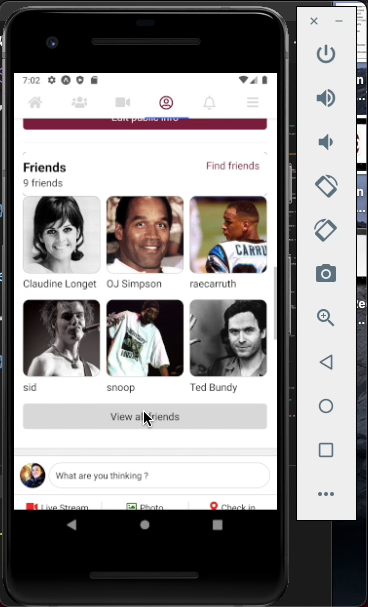 7:02
Edit public info
Friends
Find friends
9 friends
CARRU
Claudine Longet
OJ Simpson
raecarruth
sid
snoop
Ted Bundy
View all friends
What are you thinking ?
Live Stream
Photo
Check in